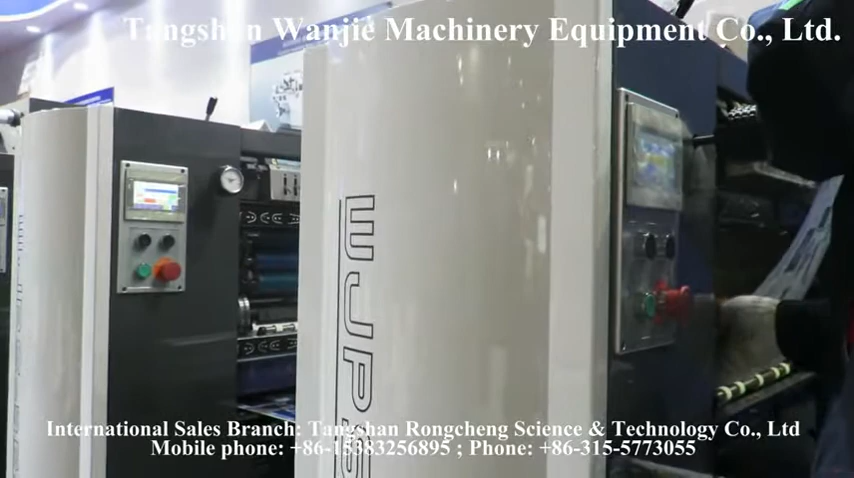 Tangshan Wanjie Machinery Equipment Co., Ltd.
WJPS
International Sales Branch: Tangshan Rongcheng Science & Technology Co., Ltd
Mobile phone: +86-15383256895 ; Phone: +86-315-5773055